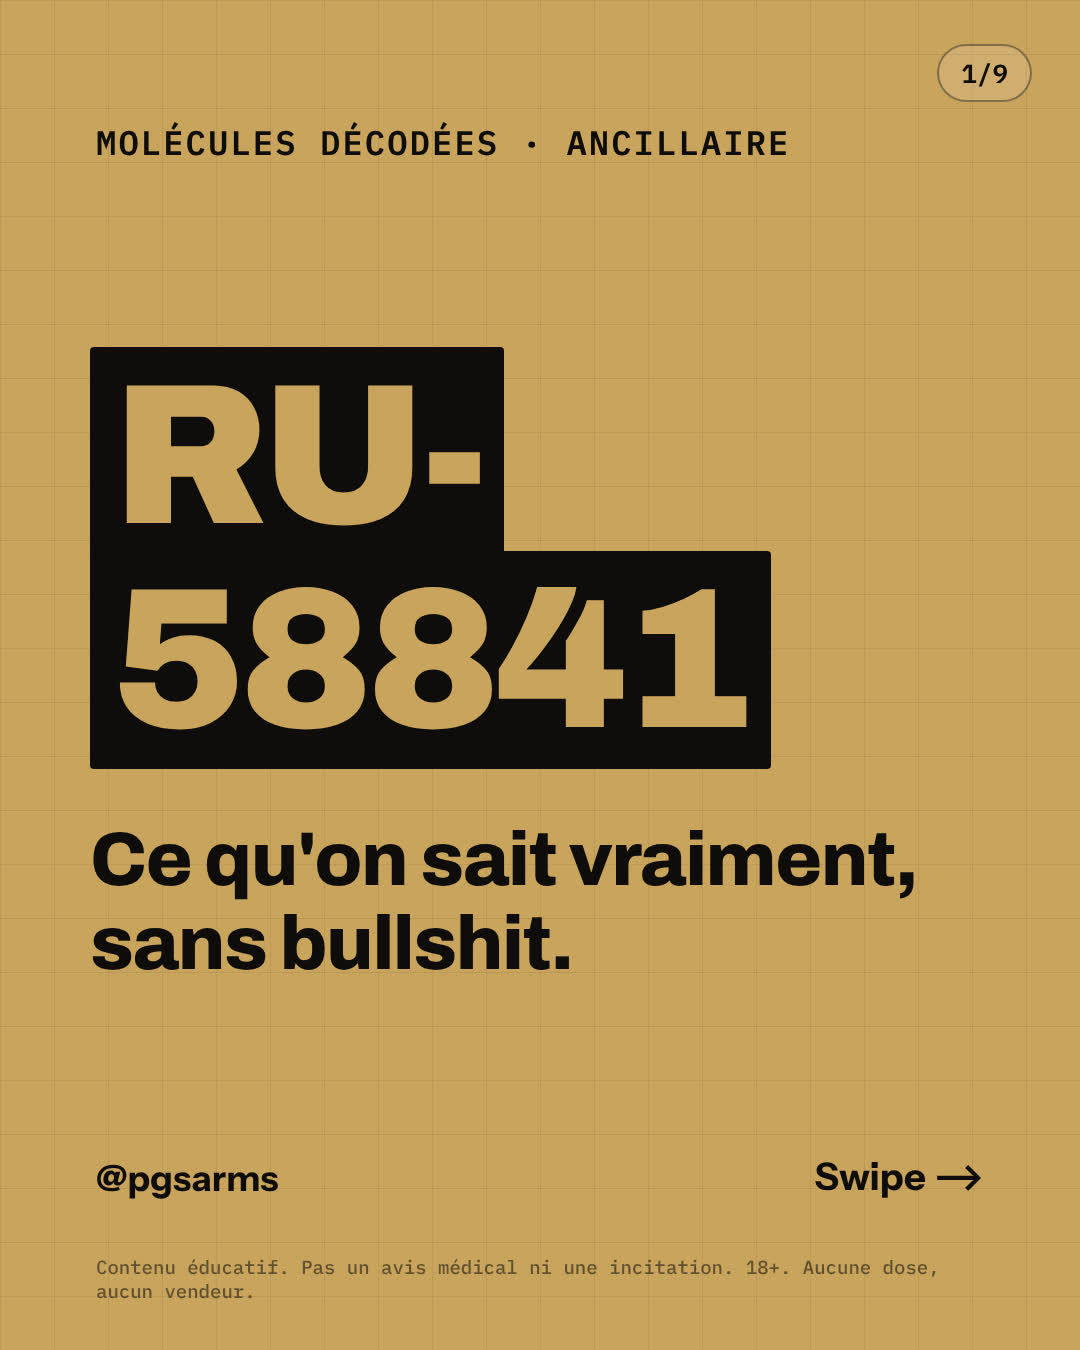 1/9
MOLÉCULES DÉCODÉES · ANCILLAIRE
RU-
58841
Ce qu'on sait vraiment,
sans bullshit.
@pgsarms
Swipe →
Contenu éducatif. Pas un avis médical ni une incitation. 18+. Aucune dose,
aucun vendeur.